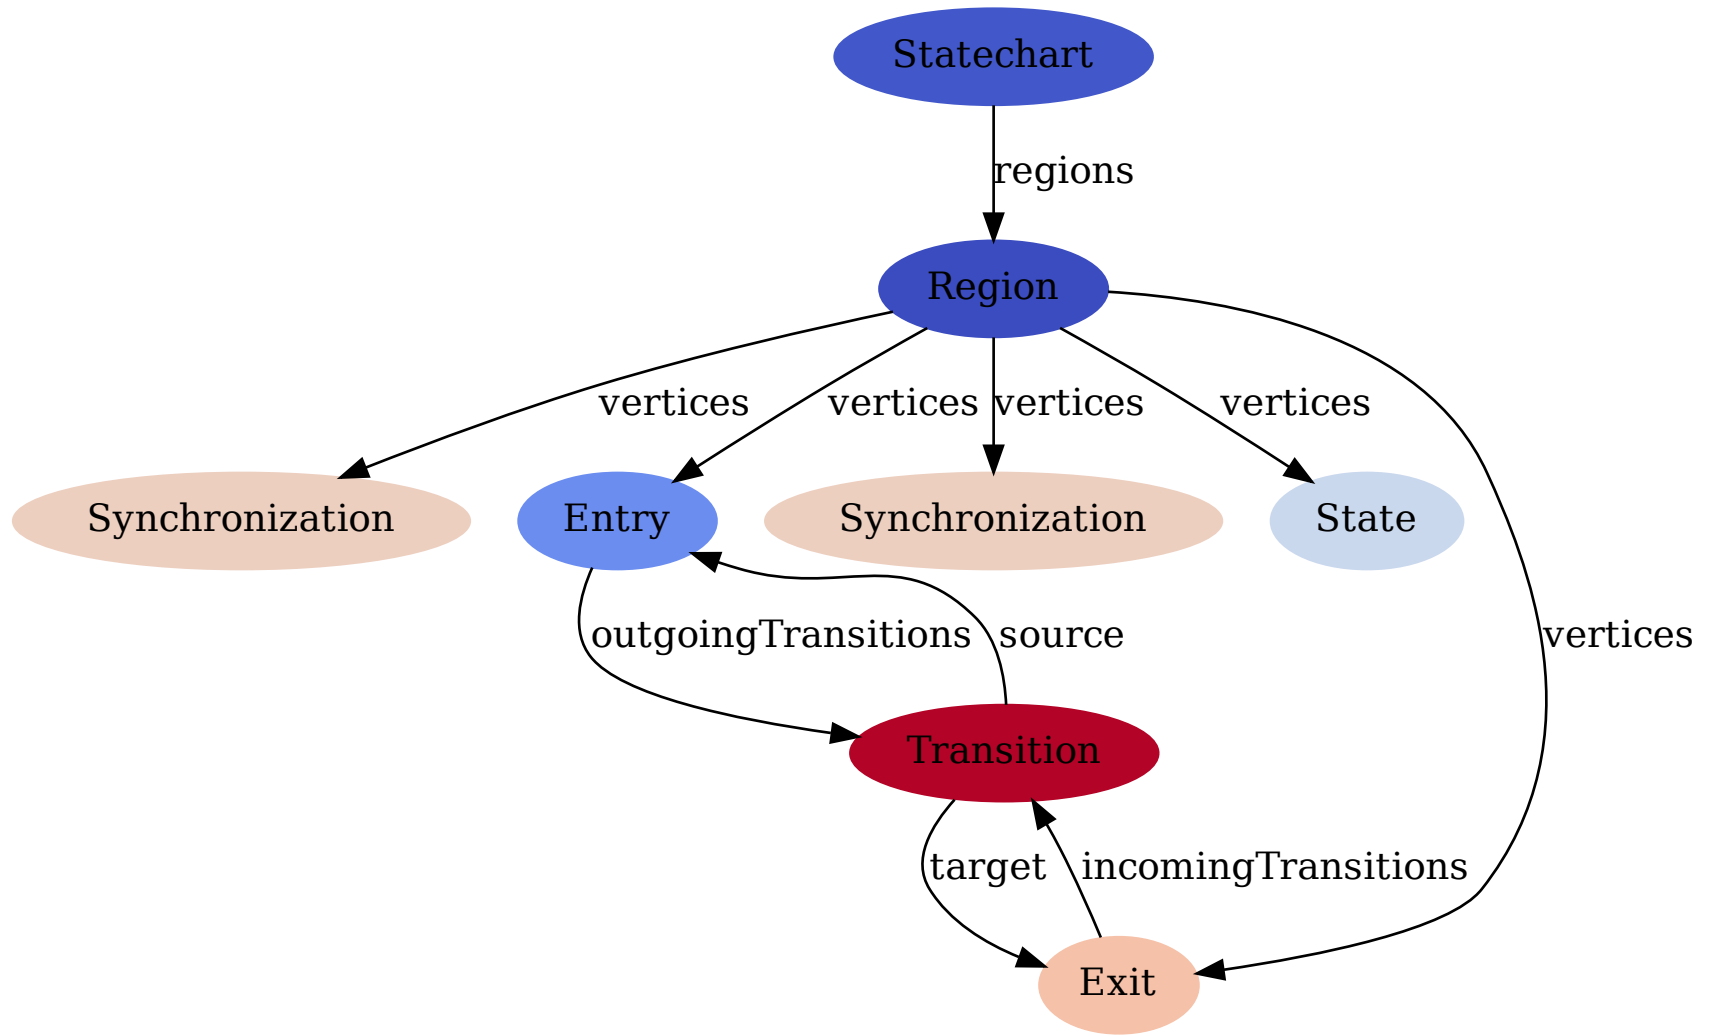 Statechart
regions
Region
vertices
vertices
vertices
vertices
Synchronization
Entry
Synchronization
State
outgoingTransitions
source
vertices
Transition
target
incomingTransitions
Exit